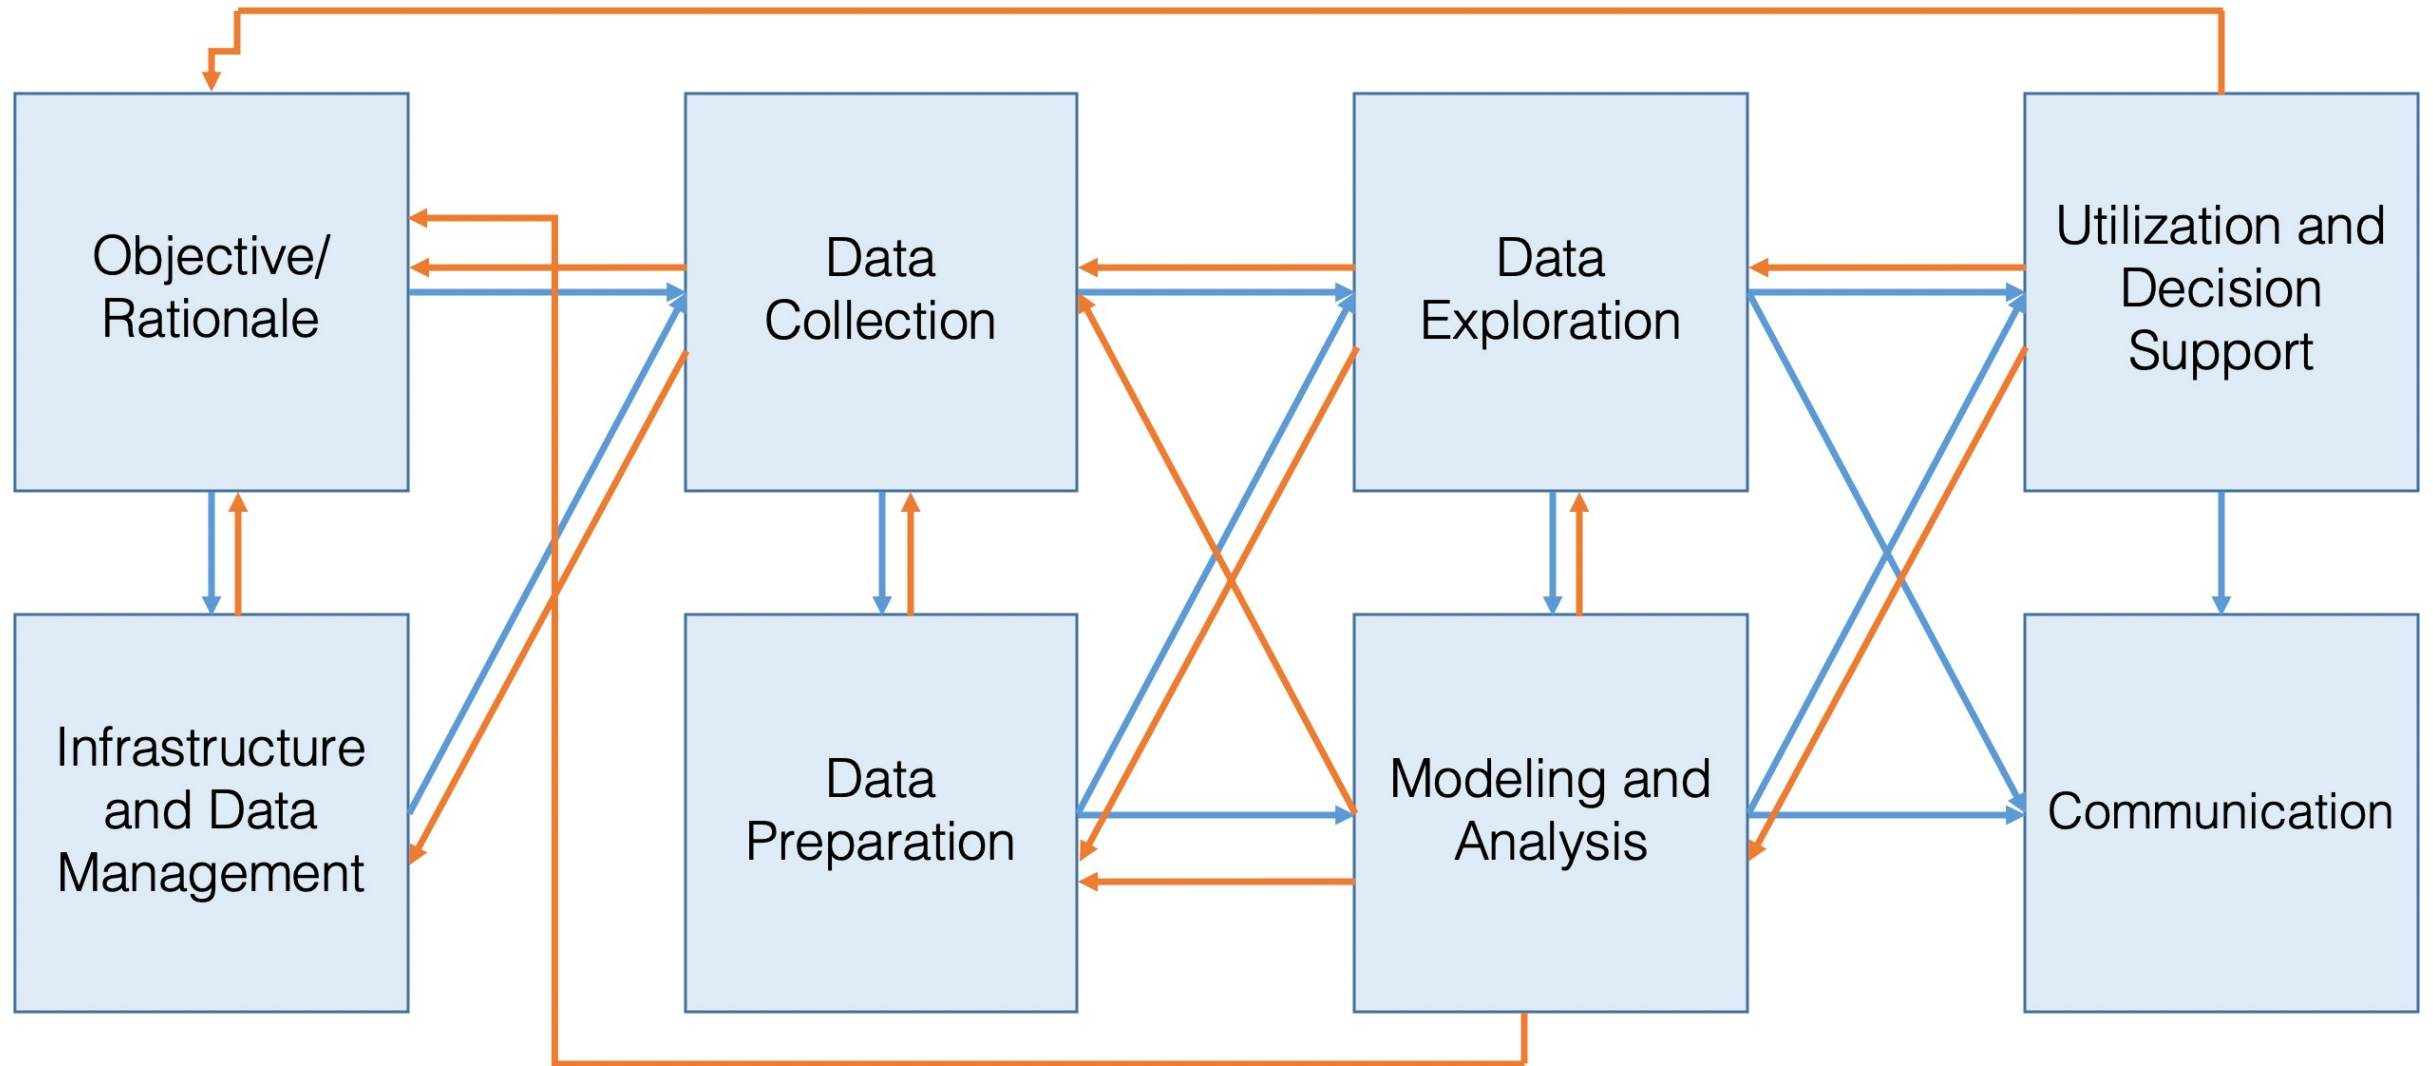 Objective/
Rationale
Data
Collection
Data
Exploration
Utilization and
Decision
Support
Infrastructure
and Data
Management
Data
Preparation
Modeling and
Analysis
Communication